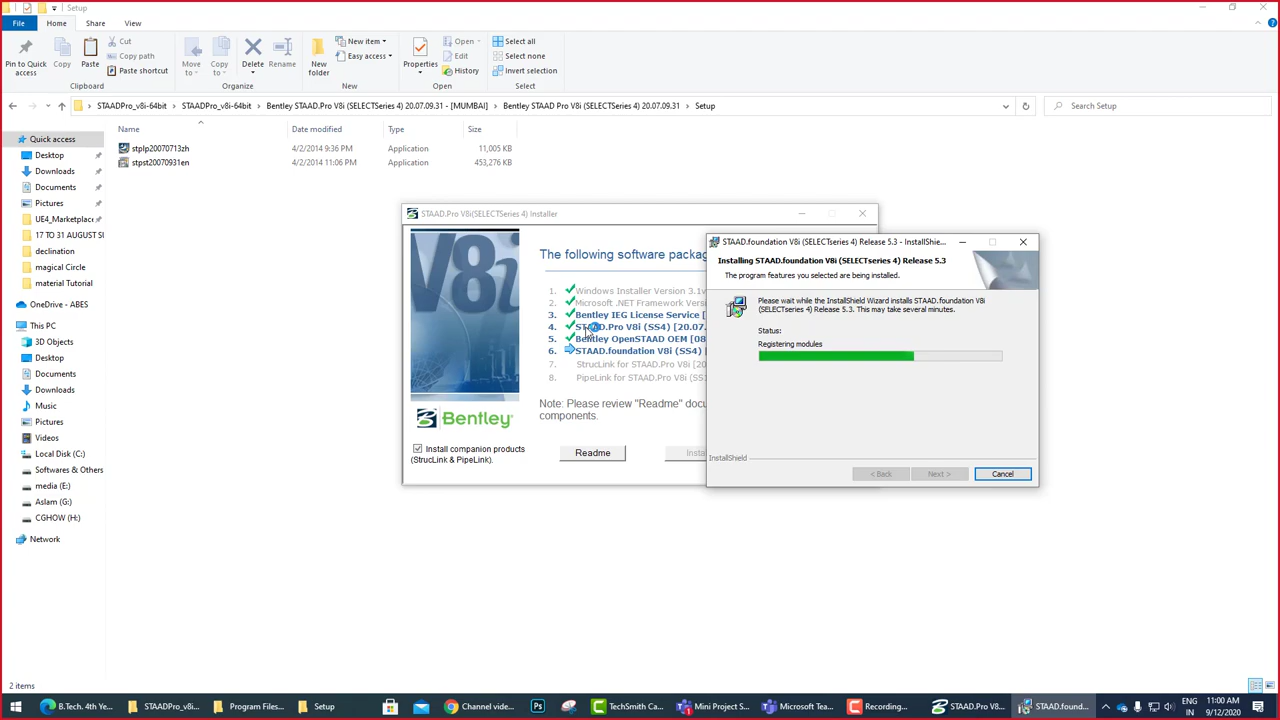 Setup
File
Home
Share
View
Pin to Quick access
Copy
Paste
Cut
Copy path
Paste shortcut
Clipboard
Move to
Copy to
Delete
Rename
Organize
New folder
New item
Easy access
New
Properties
Open
Edit
History
Open
Select all
Select none
Invert selection
Select
STAADPro_v8i-64bit
STAADPro_v8i-64bit
Bentley STAAD.Pro V8i (SELECTSeries 4) 20.07.09.31 - [MUMBAI]
Bentley STAAD Pro V8i (SELECTSeries 4) 20.07.09.31
Setup
Search Setup
Name
Date modified
Type
Size
stplp20070713zh 4/2/2014 9:36 PM Application 11,005 KB
stpst20070931en 4/2/2014 11:06 PM Application 453,276 KB
Quick access
Desktop
Downloads
Documents
Pictures
UE4_Marketplace
17 TO 31 AUGUST SU
declination
magical Circle
material Tutorial
OneDrive - ABES
This PC
3D Objects
Desktop
Documents
Downloads
Music
Pictures
Videos
Local Disk (C:)
Softwares & Others
media (E:)
Aslam (G:)
CGHOW (H:)
Network
2 items
STAAD.Pro V8i(SELECTSeries 4) Installer
V8i
Bentley
The following software packag
1. Windows Installer Version 3.1v
2. Microsoft .NET Framework Vers
3. Bentley IEG License Service [
4. STAAD.Pro V8i (SS4) [20.07.
5. Bentley OpenSTAAD OEM [08
6. STAAD.foundation V8i (SS4) [
7. StrucLink for STAAD.Pro V8i [20
8. PipeLink for STAAD.Pro V8i (SS
Note: Please review "Readme" docu
components.
Install companion products
(StrucLink & PipeLink).
Readme
Insta
STAAD.foundation V8i (SELECTseries 4) Release 5.3 - InstallShie...
Installing STAAD.foundation V8i (SELECTseries 4) Release 5.3
The program features you selected are being installed.
Please wait while the InstallShield Wizard installs STAAD.foundation V8i
(SELECTseries 4) Release 5.3. This may take several minutes.
Status:
Registering modules
InstallShield
< Back
Next >
Cancel
B.Tech. 4th Ye...
STAADPro_v8i...
Program Files...
Setup
Ps
Channel vide...
TechSmith Ca...
Mini Project S...
Microsoft Tea...
Recording...
STAAD.Pro V8...
STAAD.found...
ENG
IN
11:00 AM
9/12/2020